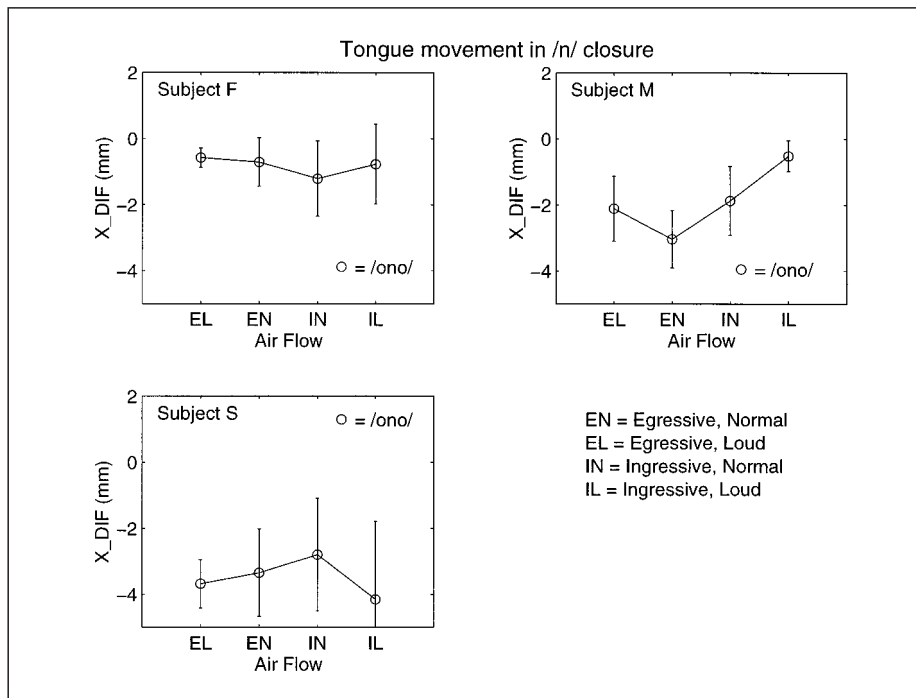 Tongue movement in /n/ closure
Subject F
2
0
−2
−4
X_DIF (mm)
○ = /ono/
EL EN IN IL
Air Flow
Subject M
2
0
−2
−4
X_DIF (mm)
○ = /ono/
EL EN IN IL
Air Flow
Subject S
○ = /ono/
2
0
−2
−4
X_DIF (mm)
EL EN IN IL
Air Flow
EN = Egressive, Normal
EL = Egressive, Loud
IN = Ingressive, Normal
IL = Ingressive, Loud